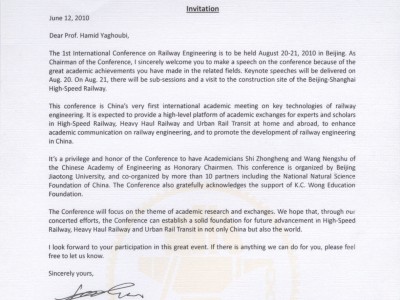 Invitation
June 12, 2010
Dear Prof. Hamid Yaghoubi,
The 1st International Conference on Railway Engineering is to be held August 20-21, 2010 in Beijing. As
Chairman of the Conference, I sincerely welcome you to make a speech on the conference because of the
great academic achievements you have made in the related fields. Keynote speeches will be delivered on
Aug. 20. On Aug. 21, there will be sub-sessions and a visit to the construction site of the Beijing-Shanghai
High-Speed Railway.
This conference is China's very first international academic meeting on key technologies of railway
engineering. It is expected to provide a high-level platform of academic exchanges for experts and scholars
in High-Speed Railway, Heavy Haul Railway and Urban Rail Transit at home and abroad, to enhance
academic communication on railway engineering, and to promote the development of railway engineering
in China.
It's a privilege and honor of the Conference to have Academicians Shi Zhongheng and Wang Nengshu of
the Chinese Academy of Engineering as Honorary Chairmen. This conference is organized by Beijing
Jiaotong University, and co-organized by more than 10 partners including the National Natural Science
Foundation of China. The Conference also gratefully acknowledges the support of K.C. Wong Education
Foundation.
The Conference will focus on the theme of academic research and exchanges. We hope that, through our
concerted efforts, the Conference can establish a solid foundation for future advancement in High-Speed
Railway, Heavy Haul Railway and Urban Rail Transit in not only China but also the world.
I look forward to your participation in this great event. If there is anything we can do for you, please feel
free to let us know.
Sincerely yours,